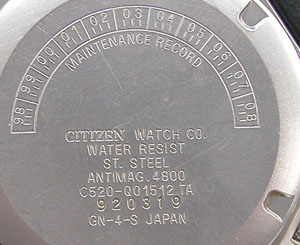 98 99 00 01 02 03 04 05 06 07 08
MAINTENANCE RECORD
CITIZEN WATCH CO.
WATER RESIST
ST. STEEL
ANTIMAG. 4800
C520-Q01512 TA
920319
GN-4-S JAPAN